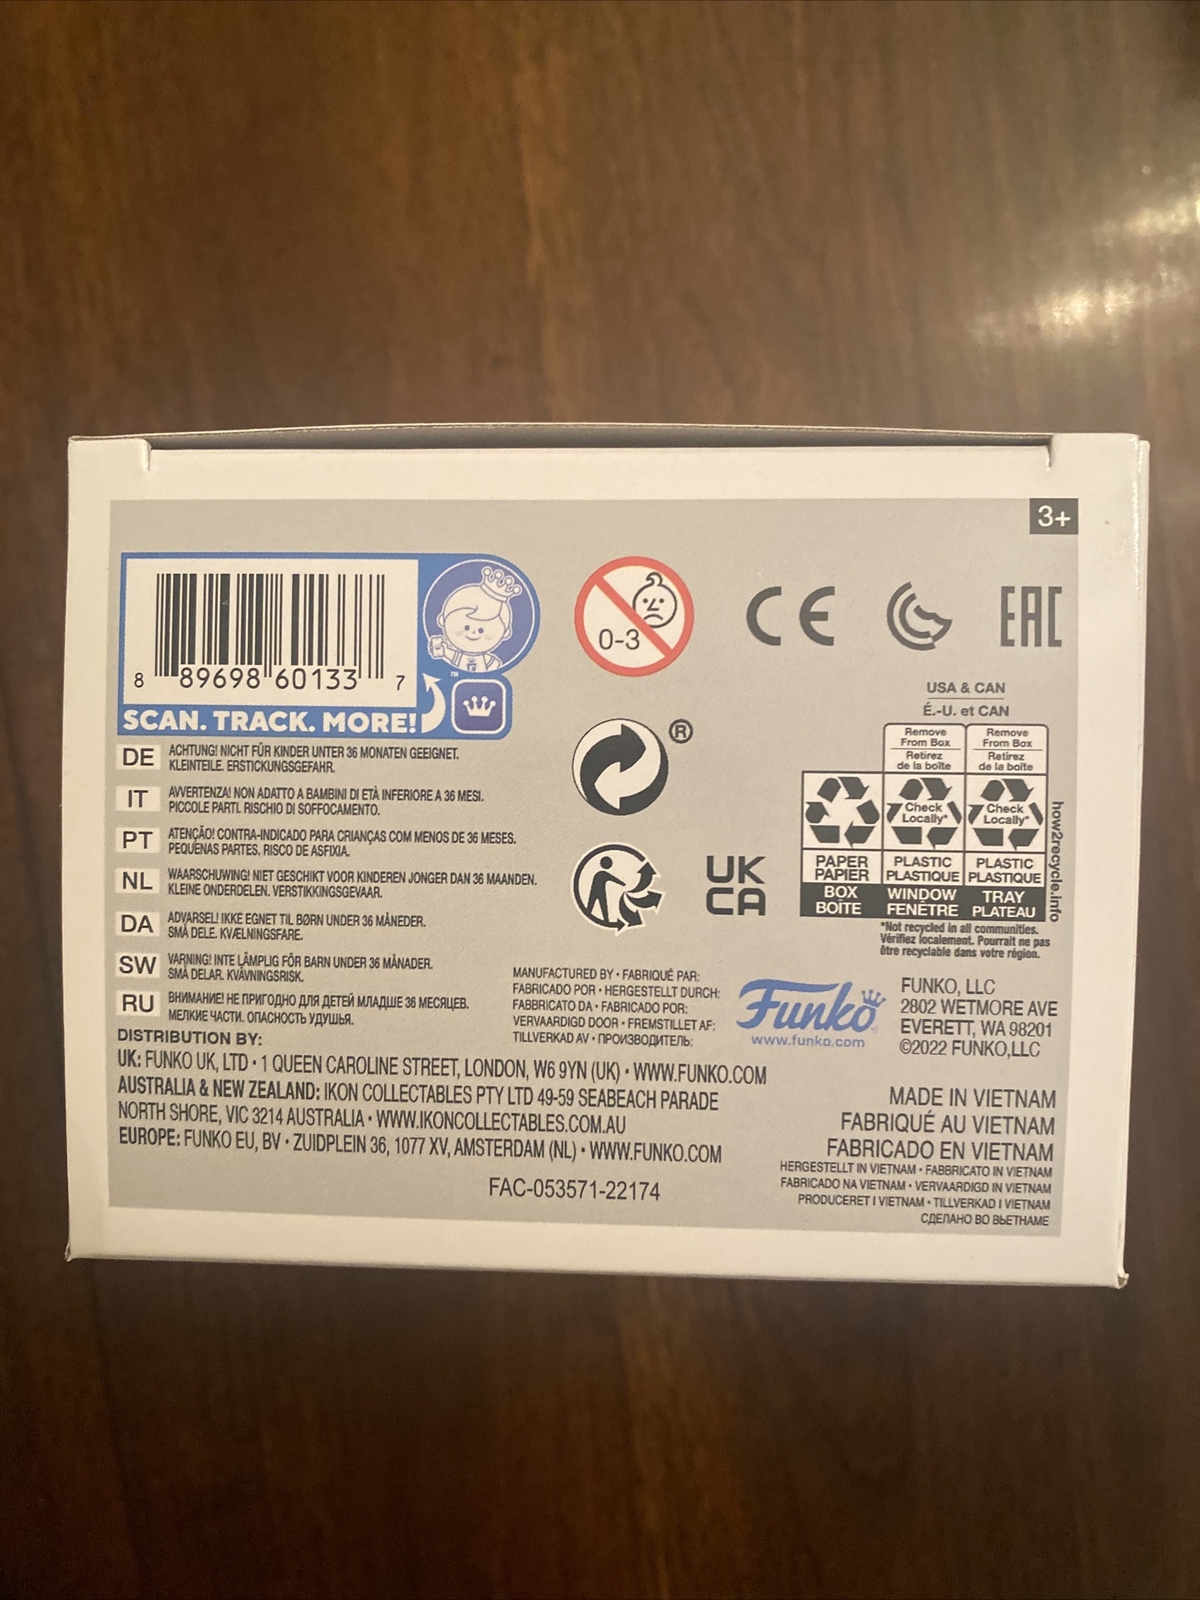 3+
8 89698 60133 7
SCAN. TRACK. MORE!
™
0-3
CE
EAC
DE ACHTUNG! NICHT FÜR KINDER UNTER 36 MONATEN GEEIGNET.
KLEINTEILE. ERSTICKUNGSGEFAHR.
IT AVVERTENZA! NON ADATTO A BAMBINI DI ETÀ INFERIORE A 36 MESI.
PICCOLE PARTI. RISCHIO DI SOFFOCAMENTO.
PT ATENÇÃO! CONTRA-INDICADO PARA CRIANÇAS COM MENOS DE 36 MESES.
PEQUENAS PARTES. RISCO DE ASFIXIA.
NL WAARSCHUWING! NIET GESCHIKT VOOR KINDEREN JONGER DAN 36 MAANDEN.
KLEINE ONDERDELEN. VERSTIKKINGSGEVAAR.
DA ADVARSEL! IKKE EGNET TIL BØRN UNDER 36 MÅNEDER.
SMÅ DELE. KVÆLNINGSFARE.
SW VARNING! INTE LÄMPLIG FÖR BARN UNDER 36 MÅNADER.
SMÅ DELAR. KVÄVNINGSRISK.
RU ВНИМАНИЕ! НЕ ПРИГОДНО ДЛЯ ДЕТЕЙ МЛАДШЕ 36 МЕСЯЦЕВ.
МЕЛКИЕ ЧАСТИ. ОПАСНОСТЬ УДУШЬЯ.
®
UK
CA
USA & CAN
É.-U. et CAN
Remove
From Box
Retirez
de la boîte
Remove
From Box
Retirez
de la boîte
Check
Locally*
Check
Locally*
PAPER
PAPIER
PLASTIC
PLASTIQUE
PLASTIC
PLASTIQUE
BOX
BOÎTE
WINDOW
FENÊTRE
TRAY
PLATEAU
how2recycle.info
*Not recycled in all communities.
Vérifiez localement. Pourrait ne pas
être recyclable dans votre région.
MANUFACTURED BY • FABRIQUÉ PAR:
FABRICADO POR • HERGESTELLT DURCH:
FABBRICATO DA • FABRICADO POR:
VERVAARDIGD DOOR • FREMSTILLET AF:
TILLVERKAD AV • ПРОИЗВОДИТЕЛЬ:
Funko
www.funko.com
FUNKO, LLC
2802 WETMORE AVE
EVERETT, WA 98201
©2022 FUNKO,LLC
DISTRIBUTION BY:
UK: FUNKO UK, LTD • 1 QUEEN CAROLINE STREET, LONDON, W6 9YN (UK) • WWW.FUNKO.COM
AUSTRALIA & NEW ZEALAND: IKON COLLECTABLES PTY LTD 49-59 SEABEACH PARADE
NORTH SHORE, VIC 3214 AUSTRALIA • WWW.IKONCOLLECTABLES.COM.AU
EUROPE: FUNKO EU, BV • ZUIDPLEIN 36, 1077 XV, AMSTERDAM (NL) • WWW.FUNKO.COM
FAC-053571-22174
MADE IN VIETNAM
FABRIQUÉ AU VIETNAM
FABRICADO EN VIETNAM
HERGESTELLT IN VIETNAM • FABBRICATO IN VIETNAM
FABRICADO NA VIETNAM • VERVAARDIGD IN VIETNAM
PRODUCERET I VIETNAM • TILLVERKAD I VIETNAM
СДЕЛАНО ВО ВЬЕТНАМЕ